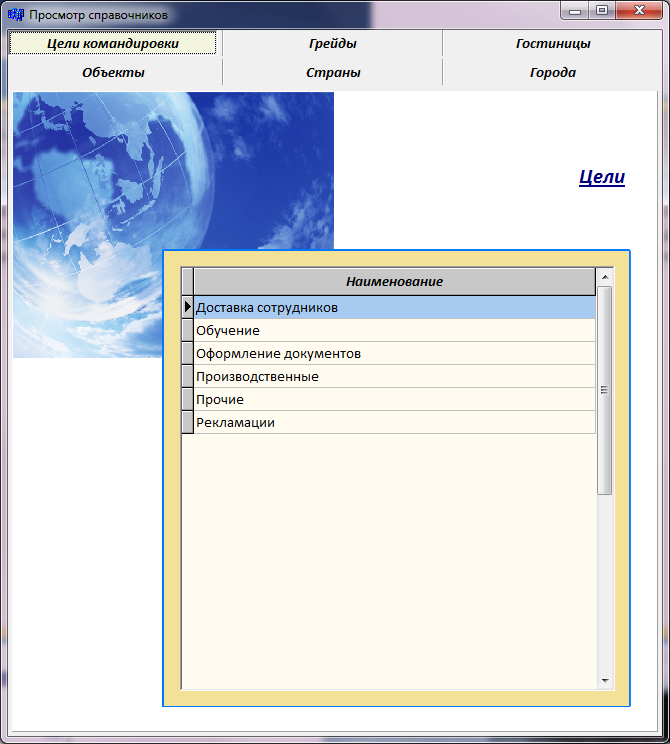 Просмотр справочников
Цели командировки Грейды Гостиницы
Объекты Страны Города
Цели
Наименование
Доставка сотрудников
Обучение
Оформление документов
Производственные
Прочие
Рекламации